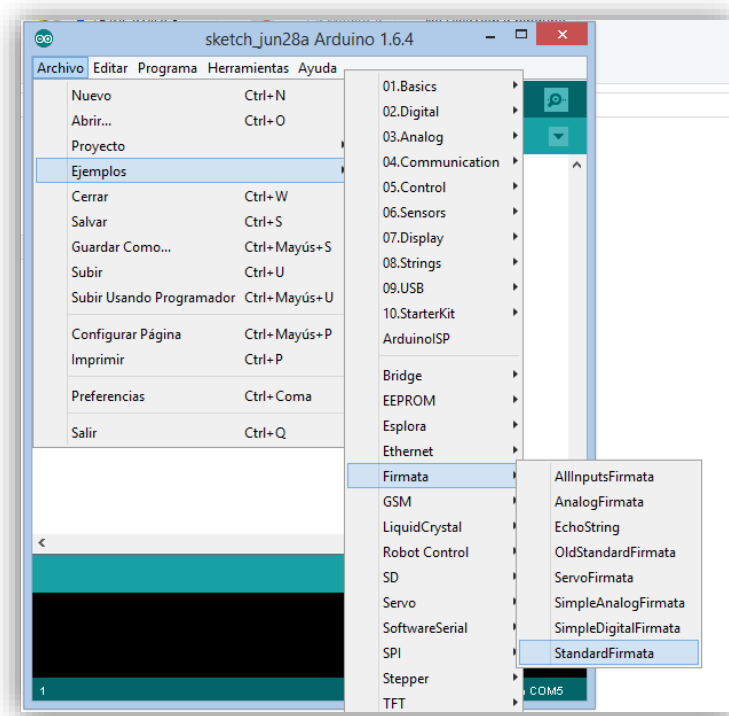 sketch_jun28a Arduino 1.6.4
Archivo Editar Programa Herramientas Ayuda
Nuevo Ctrl+N
Abrir... Ctrl+O
Proyecto
Ejemplos
Cerrar Ctrl+W
Salvar Ctrl+S
Guardar Como... Ctrl+Mayús+S
Subir Ctrl+U
Subir Usando Programador Ctrl+Mayús+U
Configurar Página Ctrl+Mayús+P
Imprimir Ctrl+P
Preferencias Ctrl+Coma
Salir Ctrl+Q
01.Basics
02.Digital
03.Analog
04.Communication
05.Control
06.Sensors
07.Display
08.Strings
09.USB
10.StarterKit
ArduinoISP
Bridge
EEPROM
Esplora
Ethernet
Firmata
GSM
LiquidCrystal
Robot Control
SD
Servo
SoftwareSerial
SPI
Stepper
TFT
AllInputsFirmata
AnalogFirmata
EchoString
OldStandardFirmata
ServoFirmata
SimpleAnalogFirmata
SimpleDigitalFirmata
StandardFirmata
1
COM5